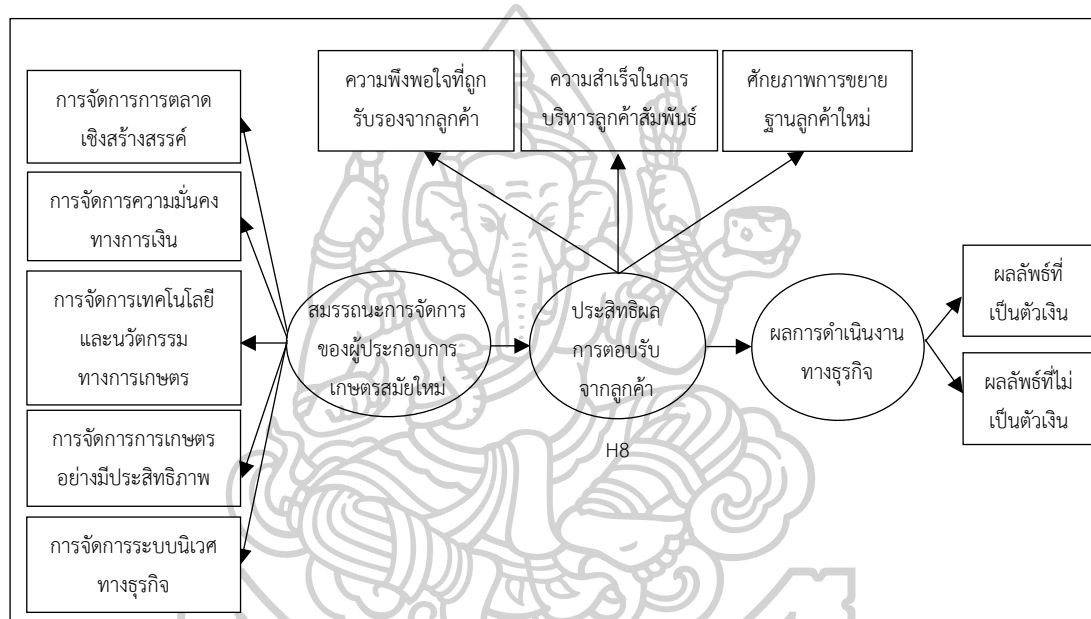 การจัดการการตลาด
เชิงสร้างสรรค์
การจัดการความมั่นคง
ทางการเงิน
การจัดการเทคโนโลยี
และนวัตกรรม
ทางการเกษตร
การจัดการการเกษตร
อย่างมีประสิทธิภาพ
การจัดการระบบนิเวศ
ทางธุรกิจ
สมรรถนะการจัดการ
ของผู้ประกอบการ
เกษตรสมัยใหม่
ความพึงพอใจที่ถูก
รับรองจากลูกค้า
ความสำเร็จในการ
บริหารลูกค้าสัมพันธ์
ศักยภาพการขยาย
ฐานลูกค้าใหม่
ประสิทธิผล
การตอบรับ
จากลูกค้า
H8
ผลการดำเนินงาน
ทางธุรกิจ
ผลลัพธ์ที่
เป็นตัวเงิน
ผลลัพธ์ที่ไม่
เป็นตัวเงิน